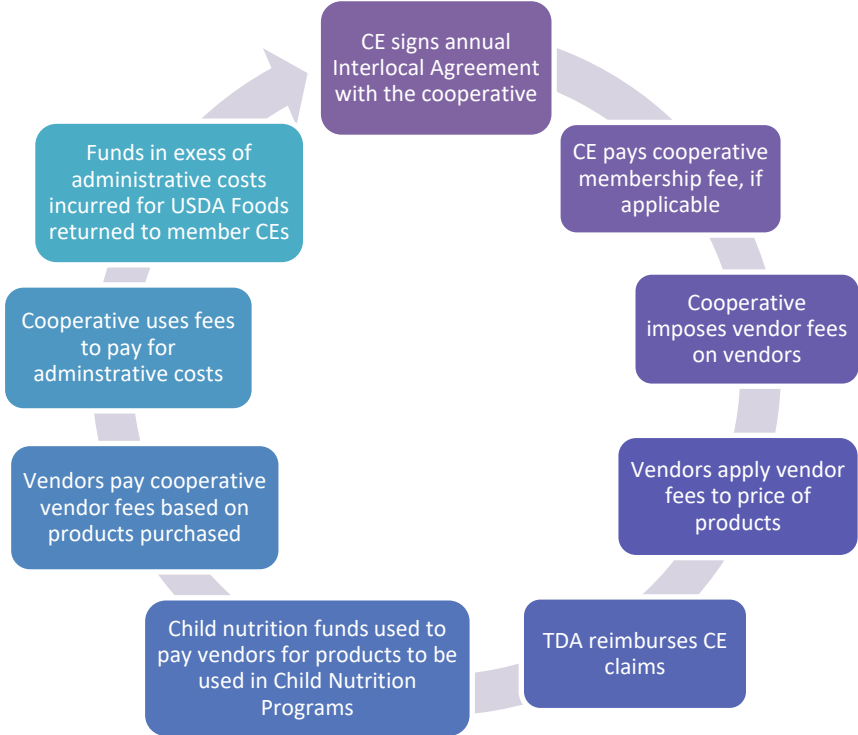 CE signs annual
Interlocal Agreement
with the cooperative
CE pays cooperative
membership fee, if
applicable
Cooperative
imposes vendor fees
on vendors
Vendors apply vendor
fees to price of
products
TDA reimburses CE
claims
Child nutrition funds used to
pay vendors for products to be
used in Child Nutrition
Programs
Vendors pay cooperative
vendor fees based on
products purchased
Cooperative uses fees
to pay for
adminstrative costs
Funds in exess of
administrative costs
incurred for USDA Foods
returned to member CEs